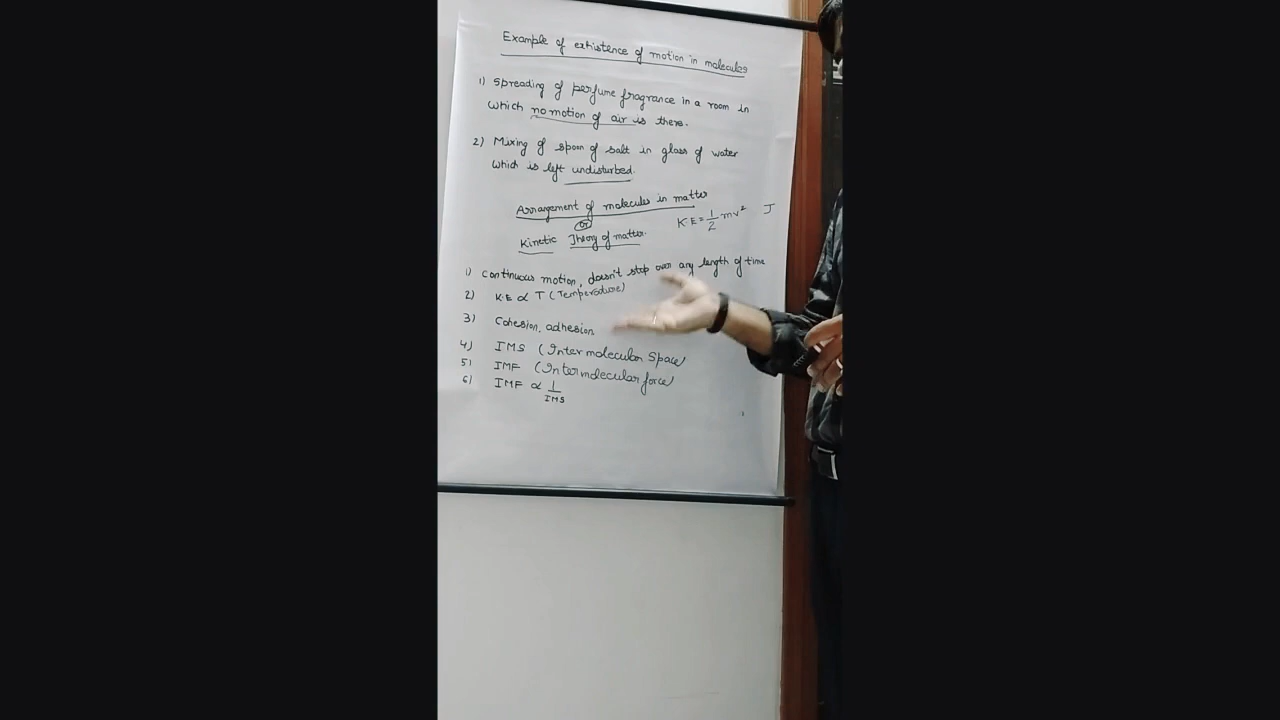 Example of exhistence of motion in molecules
1) Spreading of perfume fragrance in a room in
which no motion of air is there.
2) Mixing of spoon of salt in glass of water
which is left undisturbed.
Arrangement of molecules in matter
or
Kinetic Theory of matter.
K·E = 1/2 mv² J
1) continuous motion, doesn't stop over any length of time
2) K·E ∝ T (Temperature)
3) Cohesion, adhesion
4) IMS (Intermolecular Space)
5) IMF (Intermolecular force)
6) IMF ∝ 1/IMS